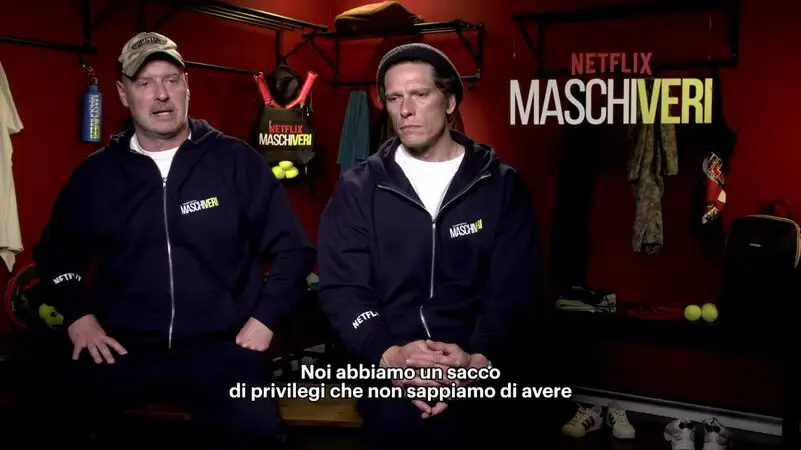 NETFLIX
MASCHIVERI
NETFLIX
MASCHIVERI
MASCHIVERI
MASCHIVERI
NETFLIX
NETFLIX
Noi abbiamo un sacco
di privilegi che non sappiamo di avere